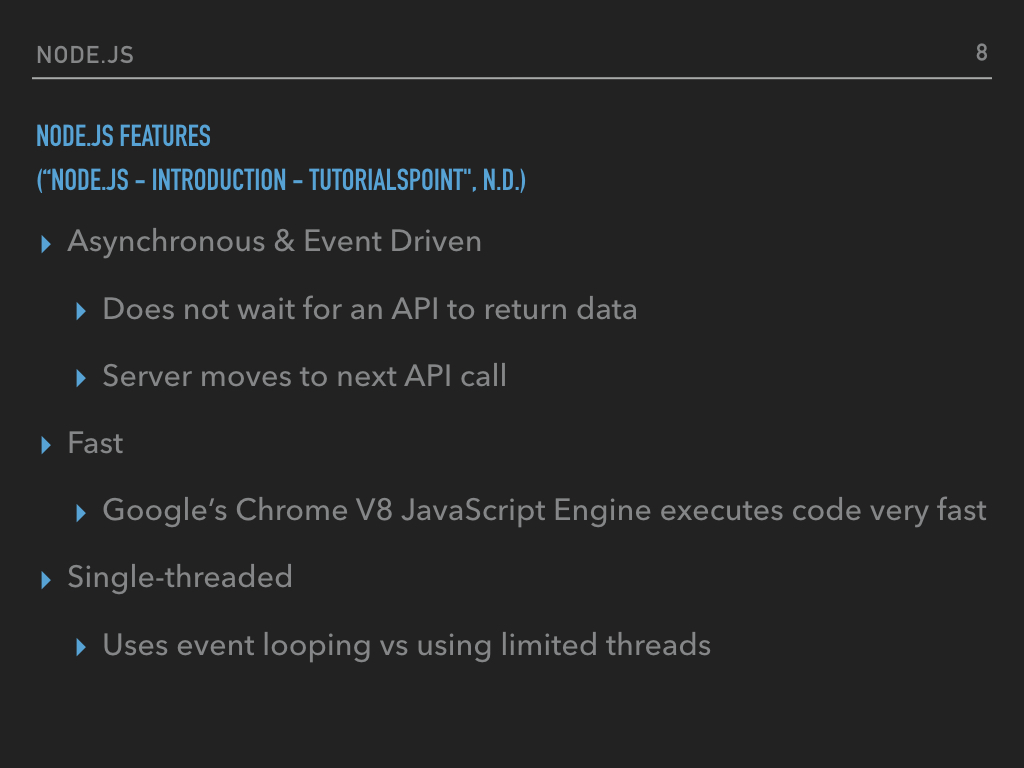 NODE.JS
8
NODE.JS FEATURES
(“NODE.JS - INTRODUCTION - TUTORIALSPOINT", N.D.)
▸ Asynchronous & Event Driven
▸ Does not wait for an API to return data
▸ Server moves to next API call
▸ Fast
▸ Google’s Chrome V8 JavaScript Engine executes code very fast
▸ Single-threaded
▸ Uses event looping vs using limited threads